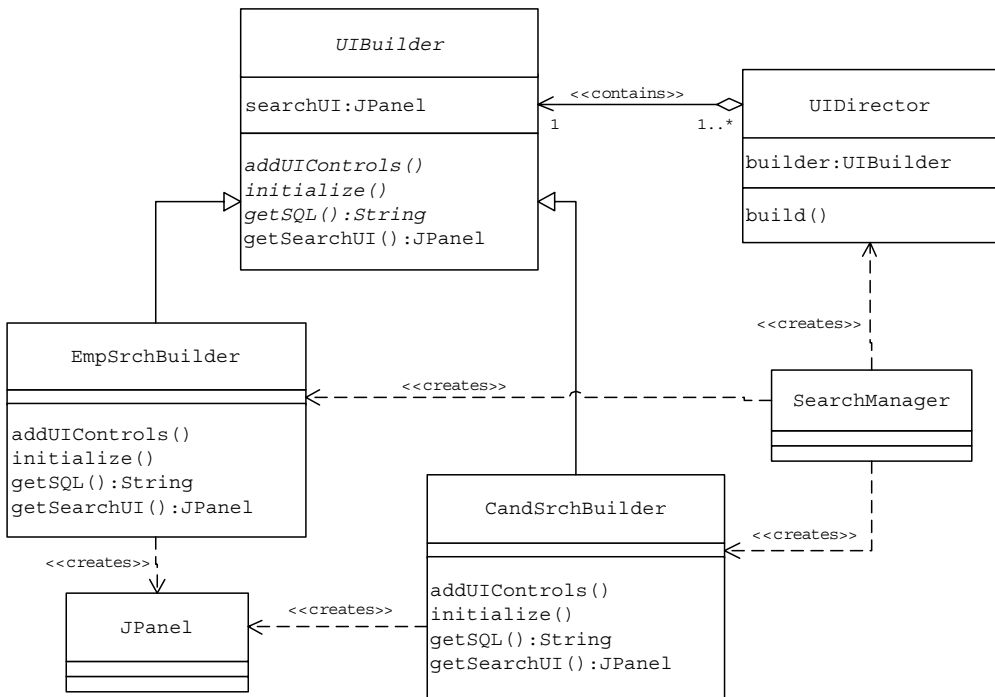 UIBuilder
searchUI:JPanel
addUIControls()
initialize()
getSQL():String
getSearchUI():JPanel
<<contains>>
1
1..*
UIDirector
builder:UIBuilder
build()
<<creates>>
EmpSrchBuilder
addUIControls()
initialize()
getSQL():String
getSearchUI():JPanel
<<creates>>
SearchManager
CandSrchBuilder
addUIControls()
initialize()
getSQL():String
getSearchUI():JPanel
<<creates>>
<<creates>>
<<creates>>
JPanel